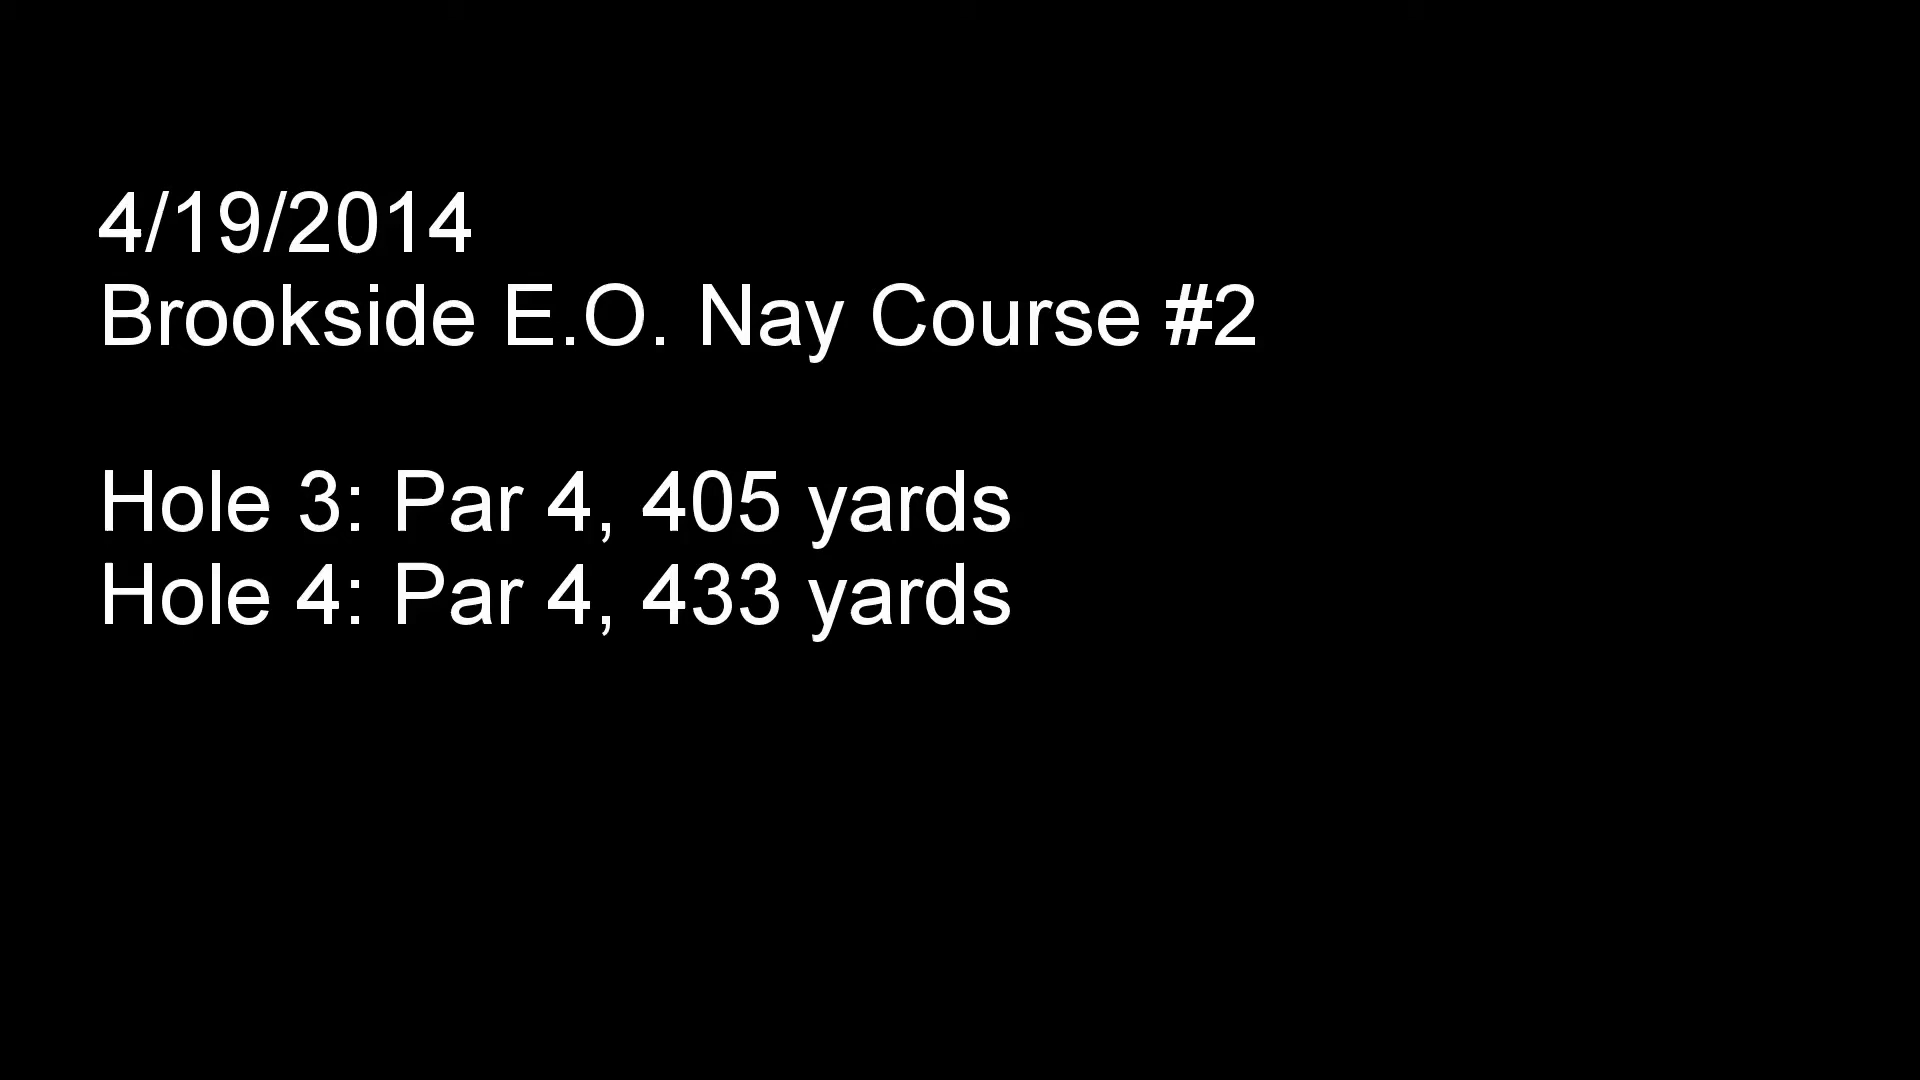 4/19/2014
Brookside E.O. Nay Course #2
Hole 3: Par 4, 405 yards
Hole 4: Par 4, 433 yards